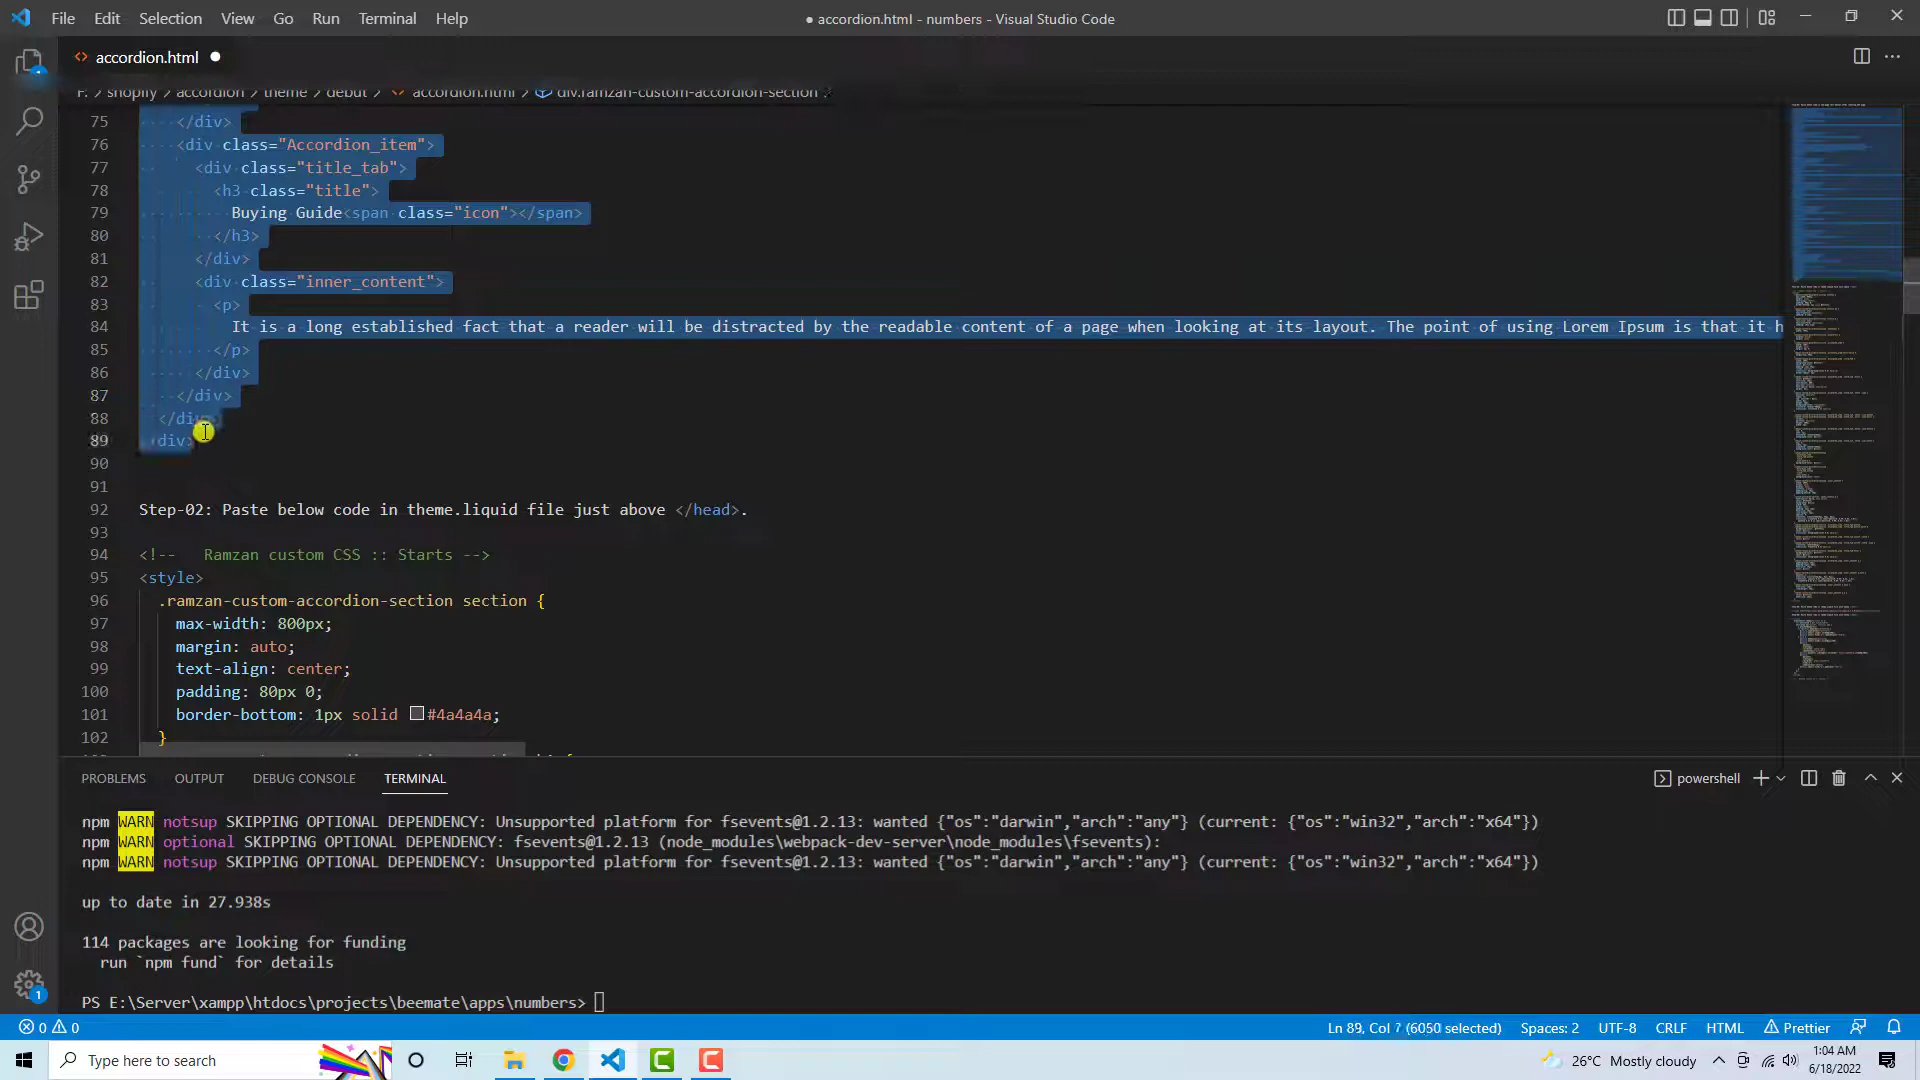 File Edit Selection View Go Run Terminal Help
● accordion.html - numbers - Visual Studio Code
<> accordion.html ●
F: > shopify > accordion > theme > debut > <> accordion.html > div.ramzan-custom-accordion-section
75 </div>
76 <div class="Accordion_item">
77 <div class="title_tab">
78 <h3 class="title">
79 Buying Guide<span class="icon"></span>
80 </h3>
81 </div>
82 <div class="inner_content">
83 <p>
84 It is a long established fact that a reader will be distracted by the readable content of a page when looking at its layout. The point of using Lorem Ipsum is that it h
85 </p>
86 </div>
87 </div>
88 </div>
89 div>
90
91
92 Step-02: Paste below code in theme.liquid file just above </head>.
93
94 <!-- Ramzan custom CSS :: Starts -->
95 <style>
96 .ramzan-custom-accordion-section section {
97 max-width: 800px;
98 margin: auto;
99 text-align: center;
100 padding: 80px 0;
101 border-bottom: 1px solid #4a4a4a;
102 }
PROBLEMS OUTPUT DEBUG CONSOLE TERMINAL
powershell
npm WARN notsup SKIPPING OPTIONAL DEPENDENCY: Unsupported platform for fsevents@1.2.13: wanted {"os":"darwin","arch":"any"} (current: {"os":"win32","arch":"x64"})
npm WARN optional SKIPPING OPTIONAL DEPENDENCY: fsevents@1.2.13 (node_modules\webpack-dev-server\node_modules\fsevents):
npm WARN notsup SKIPPING OPTIONAL DEPENDENCY: Unsupported platform for fsevents@1.2.13: wanted {"os":"darwin","arch":"any"} (current: {"os":"win32","arch":"x64"})
up to date in 27.938s
114 packages are looking for funding
run `npm fund` for details
PS E:\Server\xampp\htdocs\projects\beemate\apps\numbers>
1
0 0
Ln 89, Col 7 (6050 selected) Spaces: 2 UTF-8 CRLF HTML Prettier
Type here to search
26°C Mostly cloudy
1:04 AM
6/18/2022